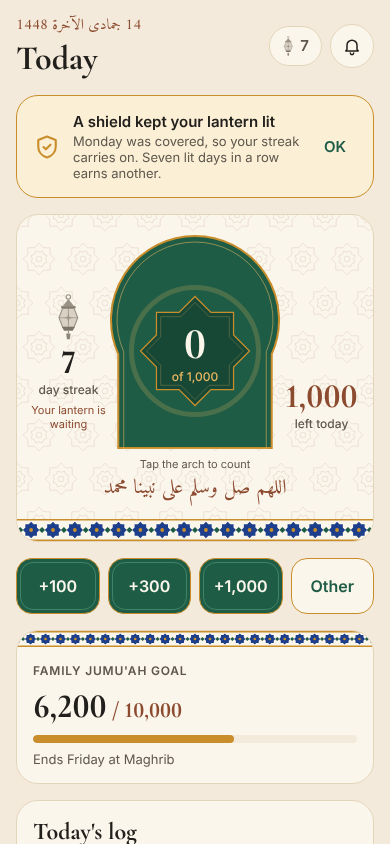 14 جمادى الآخرة 1448
Today
7
A shield kept your lantern lit
Monday was covered, so your streak
carries on. Seven lit days in a row
earns another.
OK
0
of 1,000
7
day streak
Your lantern is
waiting
1,000
left today
Tap the arch to count
اللهم صل وسلم على نبينا محمد
+100
+300
+1,000
Other
FAMILY JUMU'AH GOAL
6,200 / 10,000
Ends Friday at Maghrib
Today's log